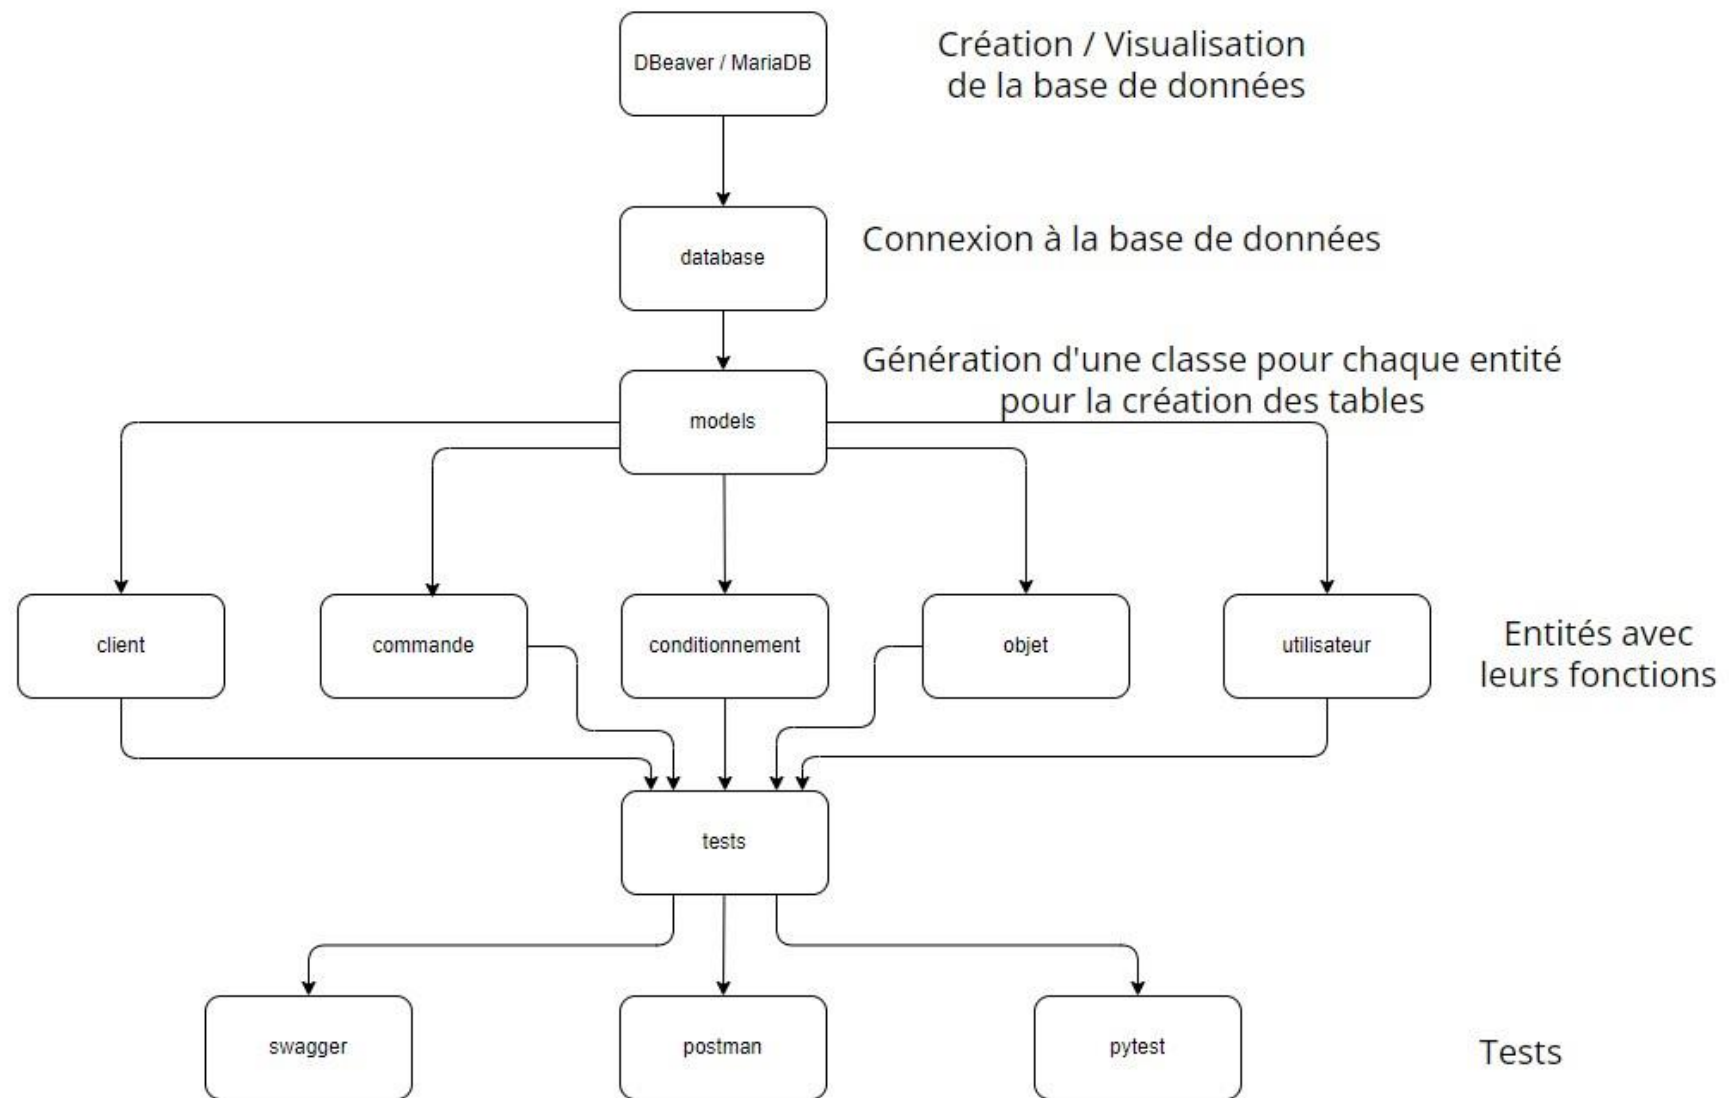 DBeaver / MariaDB
Création / Visualisation
de la base de données
database
Connexion à la base de données
Génération d'une classe pour chaque entité
pour la création des tables
models
client
commande
conditionnement
objet
utilisateur
Entités avec
leurs fonctions
tests
swagger
postman
pytest
Tests